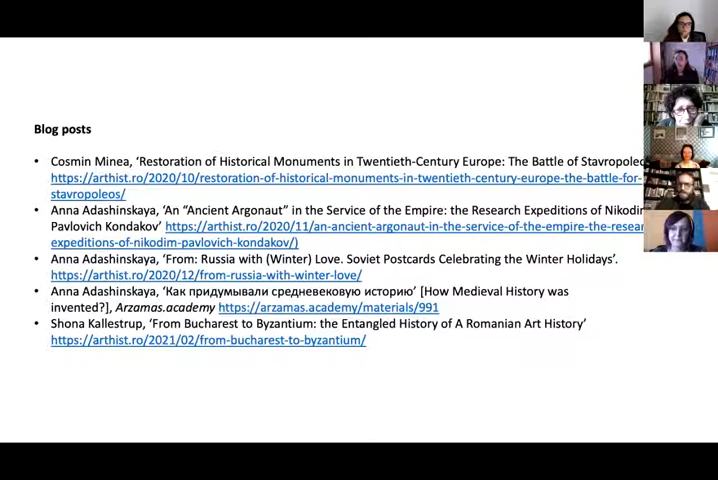 Blog posts
• Cosmin Minea, ‘Restoration of Historical Monuments in Twentieth-Century Europe: The Battle of
https://arthist.ro/2020/10/restoration-of-historical-monuments-in-twentieth-century-europe-the-battle-for-
stavropoleos/
• Anna Adashinskaya, ‘An “Ancient Argonaut” in the Service of the Empire: the Research Expeditions of
Pavlovich Kondakov’ https://arthist.ro/2020/11/an-ancient-argonaut-in-the-service-of-the-empire-the-resear
expeditions-of-nikodim-pavlovich-kondakov/)
• Anna Adashinskaya, ‘From: Russia with (Winter) Love. Soviet Postcards Celebrating the Winter Holidays’.
https://arthist.ro/2020/12/from-russia-with-winter-love/
• Anna Adashinskaya, ‘Как придумывали средневековую историю’ [How Medieval History was
invented?], Arzamas.academy https://arzamas.academy/materials/991
• Shona Kallestrup, ‘From Bucharest to Byzantium: the Entangled History of A Romanian Art History’
https://arthist.ro/2021/02/from-bucharest-to-byzantium/